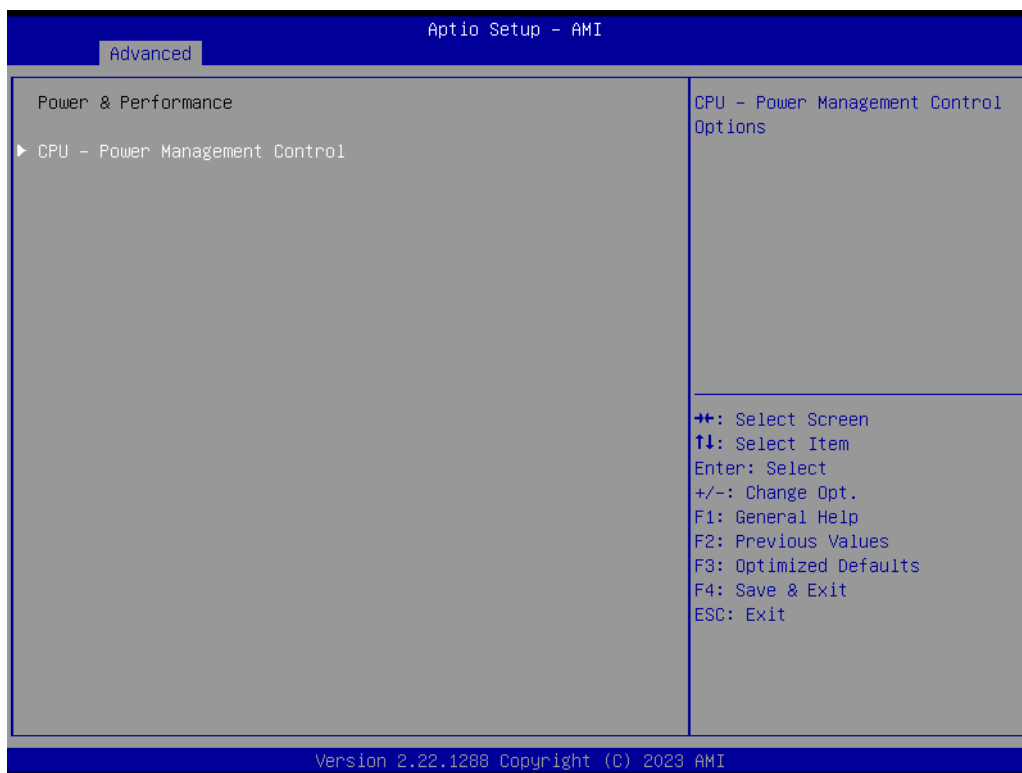 Aptio Setup – AMI
Advanced
Power & Performance
▶ CPU – Power Management Control
CPU – Power Management Control
Options
→←: Select Screen
↑↓: Select Item
Enter: Select
+/-: Change Opt.
F1: General Help
F2: Previous Values
F3: Optimized Defaults
F4: Save & Exit
ESC: Exit
Version 2.22.1288 Copyright (C) 2023 AMI